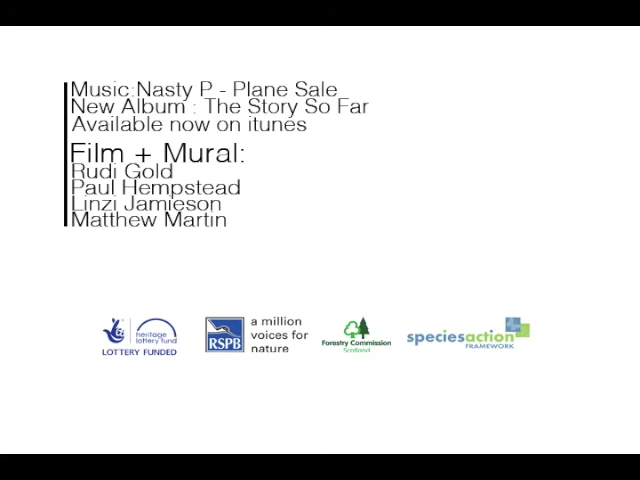 Music:Nasty P - Plane Sale
New Album : The Story So Far
Available now on itunes
Film + Mural:
Rudi Gold
Paul Hempstead
Linzi Jamieson
Matthew Martin
heritage
lottery fund
LOTTERY FUNDED
RSPB
a million
voices for
nature
Forestry Commission
Scotland
speciesaction
FRAMEWORK